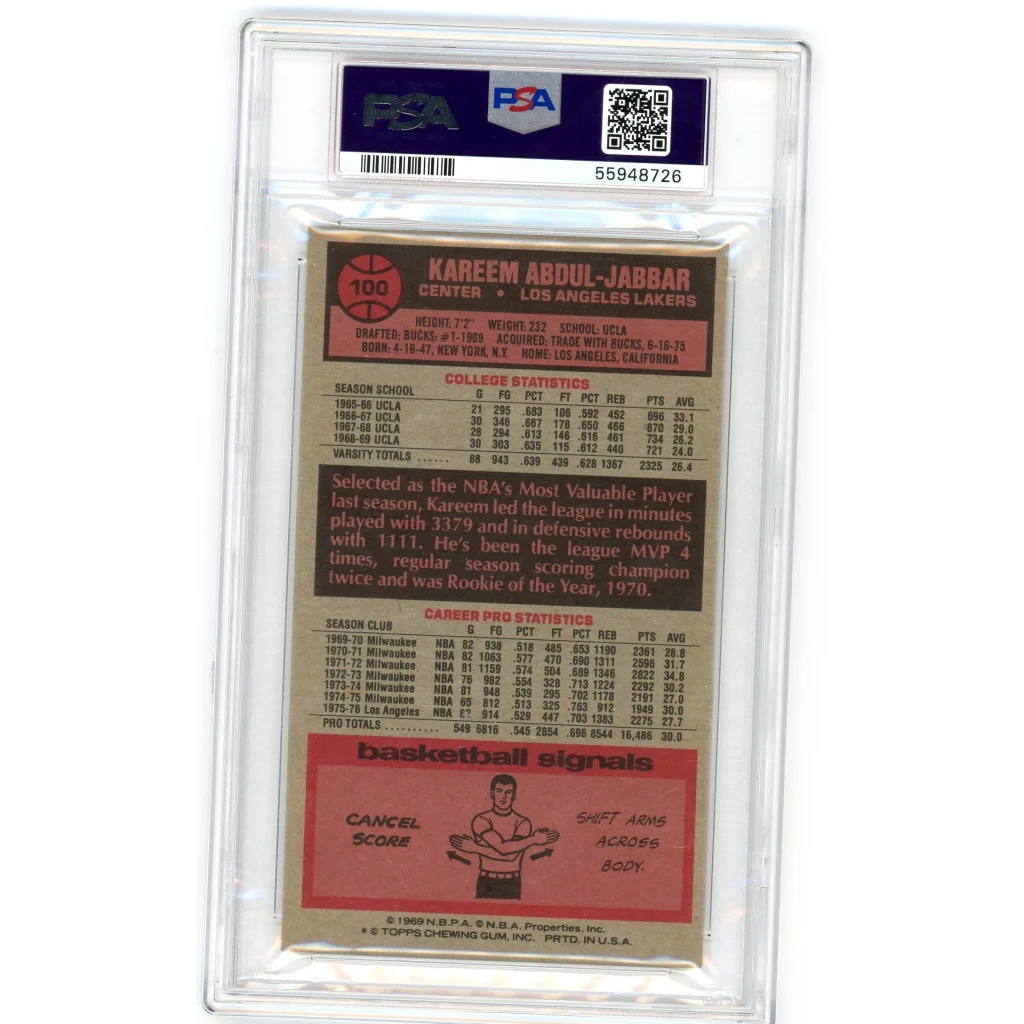 PSA
PSA
55948726
100
KAREEM ABDUL-JABBAR
CENTER • LOS ANGELES LAKERS
HEIGHT: 7'2" WEIGHT: 232 SCHOOL: UCLA
DRAFTED: BUCKS: #1-1969 ACQUIRED: TRADE WITH BUCKS, 6-16-75
BORN: 4-16-47, NEW YORK, N.Y. HOME: LOS ANGELES, CALIFORNIA
COLLEGE STATISTICS
SEASON SCHOOL G FG PCT FT PCT REB PTS AVG
1965-66 UCLA 21 295 .683 106 .592 452 696 33.1
1966-67 UCLA 30 346 .667 178 .650 466 870 29.0
1967-68 UCLA 28 294 .613 146 .616 461 734 26.2
1968-69 UCLA 30 303 .635 115 .612 440 721 24.0
VARSITY TOTALS ...... 88 943 .639 439 .628 1367 2325 26.4
Selected as the NBA's Most Valuable Player
last season, Kareem led the league in minutes
played with 3379 and in defensive rebounds
with 1111. He's been the league MVP 4
times, regular season scoring champion
twice and was Rookie of the Year, 1970.
CAREER PRO STATISTICS
SEASON CLUB G FG PCT FT PCT REB PTS AVG
1969-70 Milwaukee NBA 82 938 .518 485 .653 1190 2361 28.8
1970-71 Milwaukee NBA 82 1063 .577 470 .690 1311 2596 31.7
1971-72 Milwaukee NBA 81 1159 .574 504 .689 1346 2822 34.8
1972-73 Milwaukee NBA 76 982 .554 328 .713 1224 2292 30.2
1973-74 Milwaukee NBA 81 948 .539 295 .702 1178 2191 27.0
1974-75 Milwaukee NBA 65 812 .513 325 .763 912 1949 30.0
1975-76 Los Angeles NBA 82 914 .529 447 .703 1383 2275 27.7
PRO TOTALS .......... 549 6816 .545 2854 .698 8544 16,486 30.0
basketball signals
CANCEL
SCORE
SHIFT ARMS
ACROSS
BODY.
© 1969 N.B.P.A. © N.B.A. Properties, Inc.
* © TOPPS CHEWING GUM, INC. PRTD. IN U.S.A.